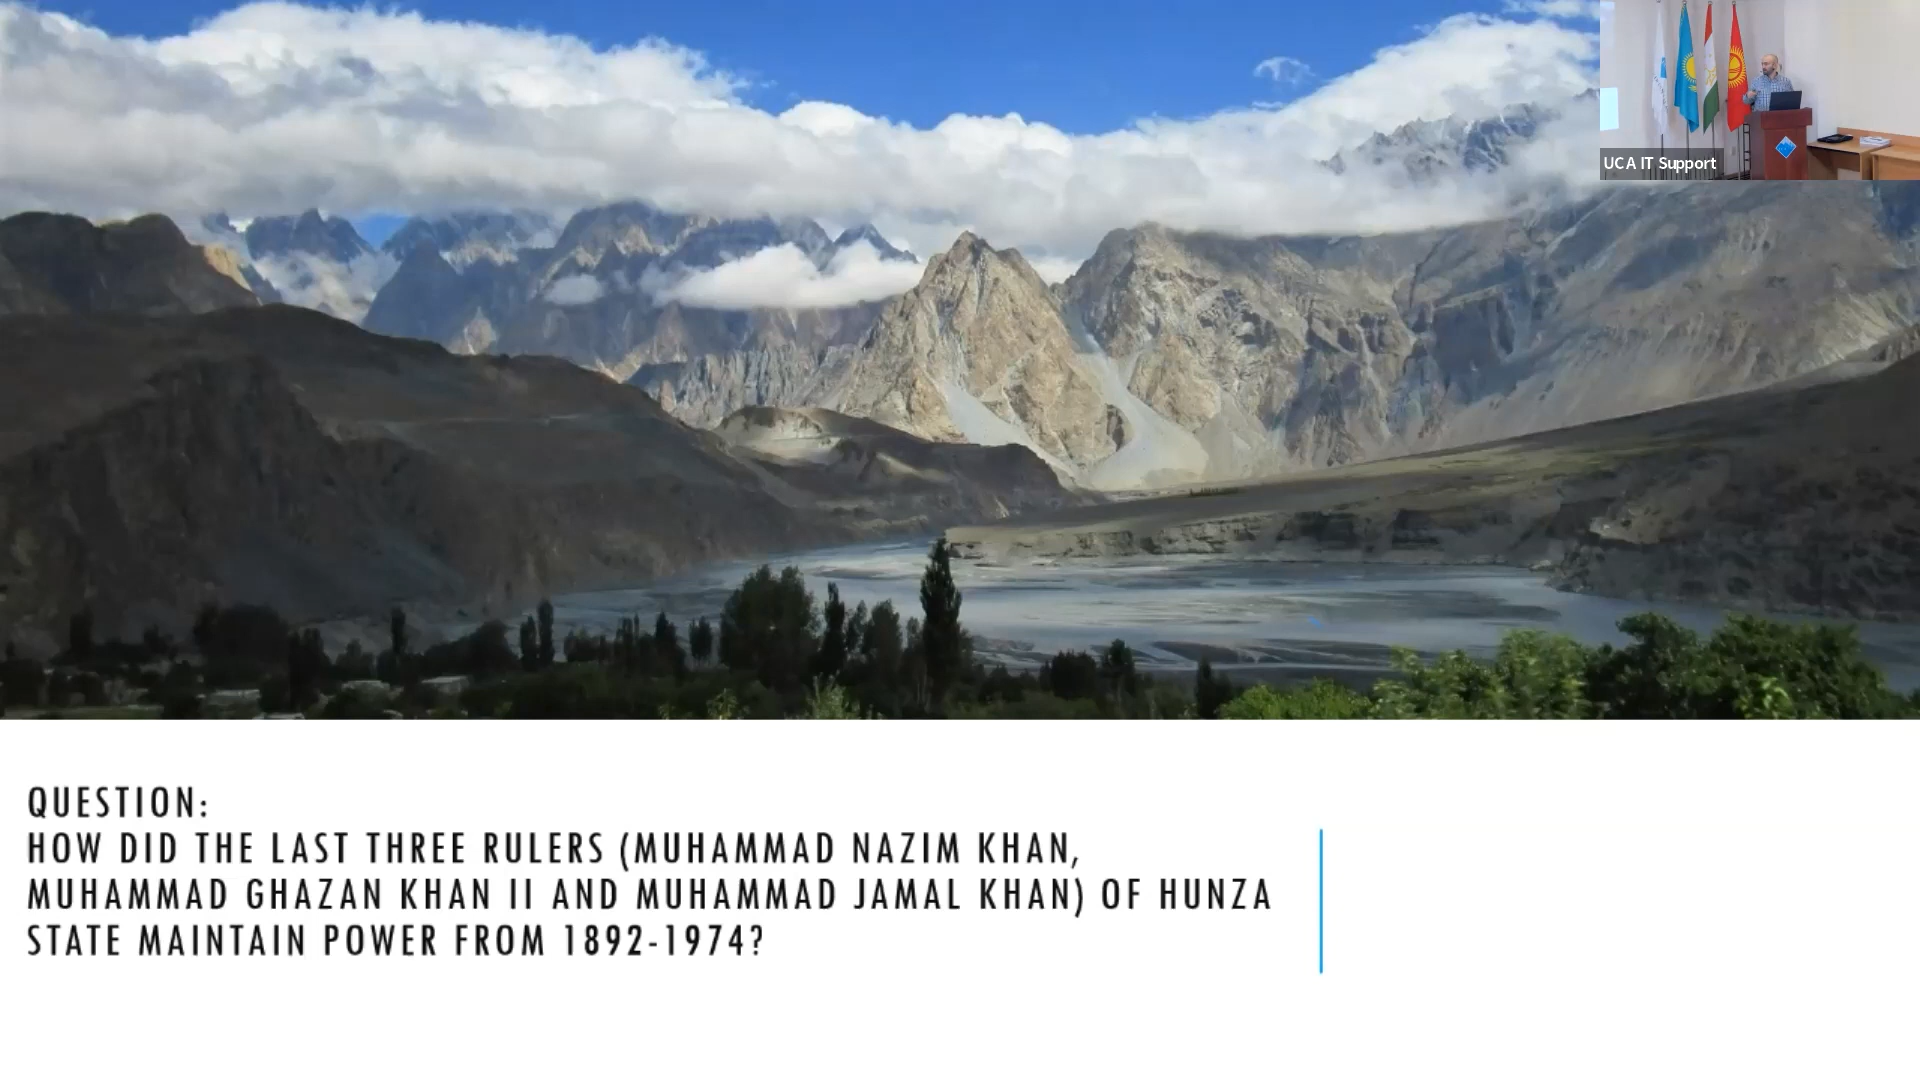 UCA IT Support
QUESTION:
HOW DID THE LAST THREE RULERS (MUHAMMAD NAZIM KHAN,
MUHAMMAD GHAZAN KHAN II AND MUHAMMAD JAMAL KHAN) OF HUNZA
STATE MAINTAIN POWER FROM 1892-1974?